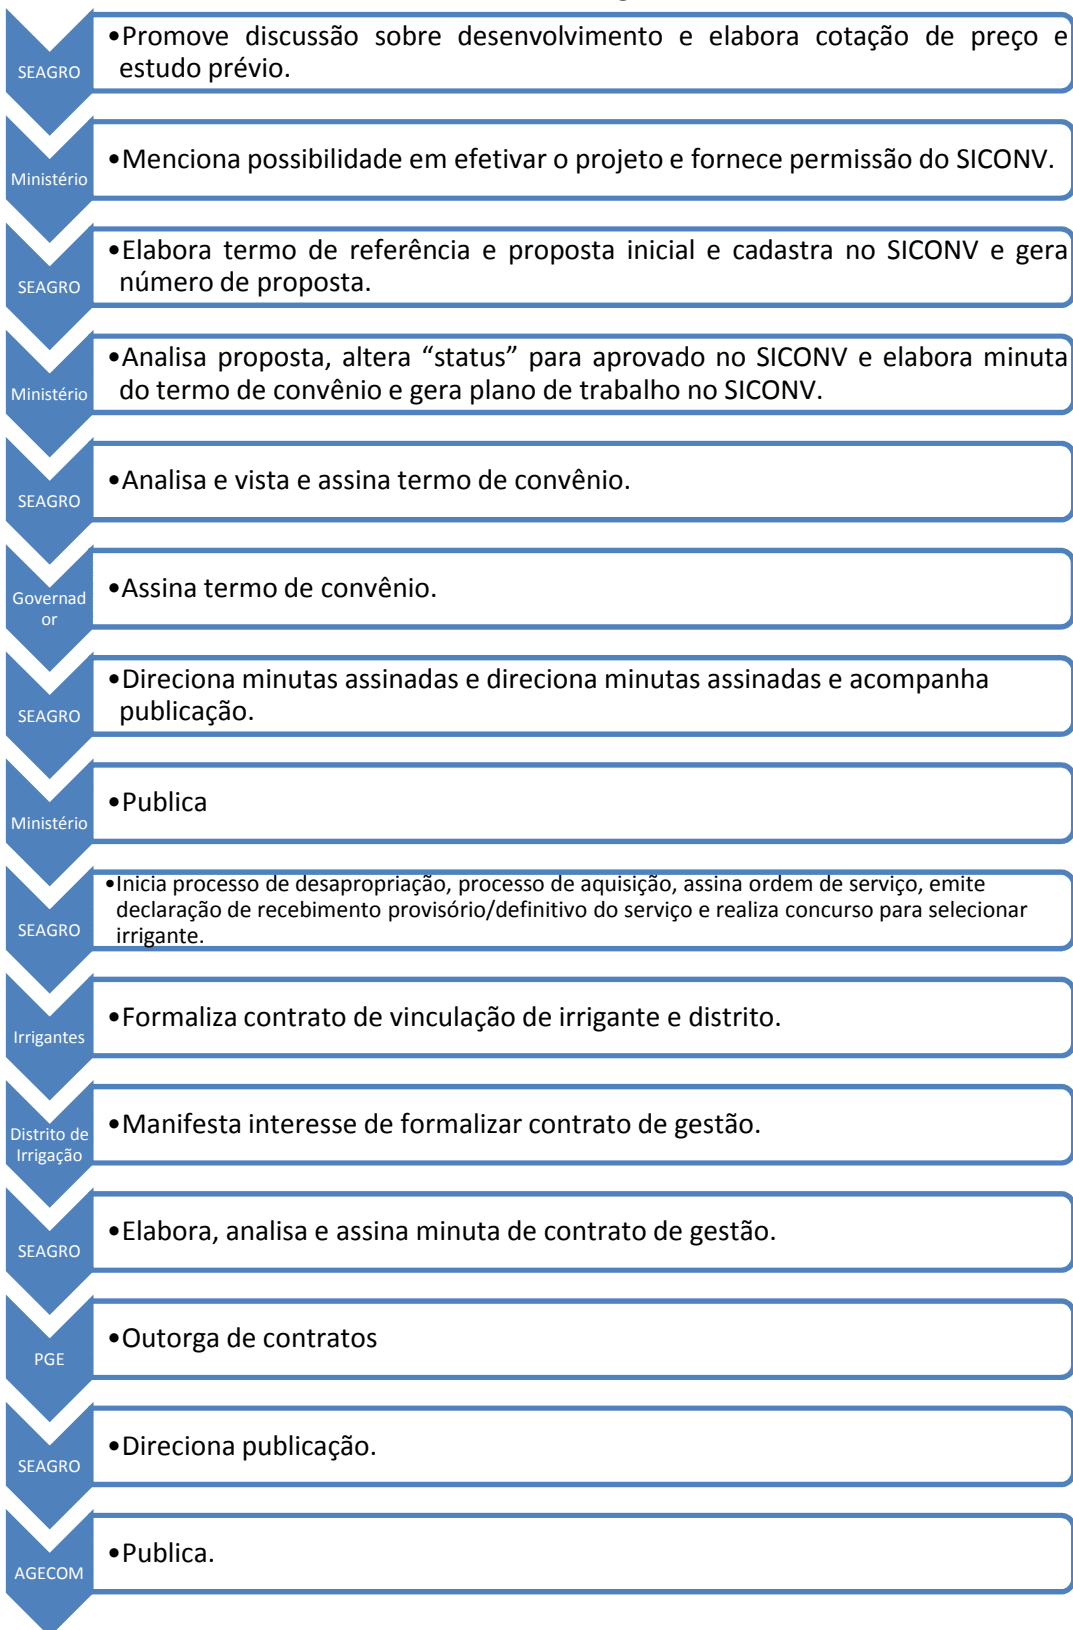 SEAGRO
•Promove discussão sobre desenvolvimento e elabora cotação de preço e
estudo prévio.
Ministério
•Menciona possibilidade em efetivar o projeto e fornece permissão do SICONV.
SEAGRO
•Elabora termo de referência e proposta inicial e cadastra no SICONV e gera
número de proposta.
Ministério
•Analisa proposta, altera “status” para aprovado no SICONV e elabora minuta
do termo de convênio e gera plano de trabalho no SICONV.
SEAGRO
•Analisa e vista e assina termo de convênio.
Governad
or
•Assina termo de convênio.
SEAGRO
•Direciona minutas assinadas e direciona minutas assinadas e acompanha
publicação.
Ministério
•Publica
SEAGRO
•Inicia processo de desapropriação, processo de aquisição, assina ordem de serviço, emite
declaração de recebimento provisório/definitivo do serviço e realiza concurso para selecionar
irrigante.
Irrigantes
•Formaliza contrato de vinculação de irrigante e distrito.
Distrito de
Irrigação
•Manifesta interesse de formalizar contrato de gestão.
SEAGRO
•Elabora, analisa e assina minuta de contrato de gestão.
PGE
•Outorga de contratos
SEAGRO
•Direciona publicação.
AGECOM
•Publica.